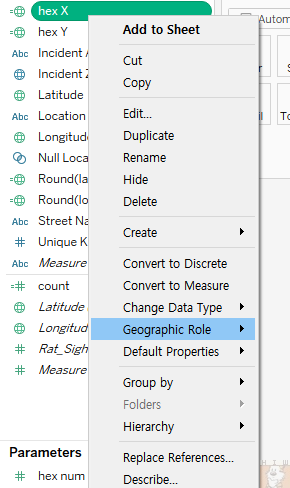 hex X
hex Y
Abc Incident
Incident Z
Latitude
Abc Location
Longitud
Null Loca
Round(la
Round(lo
Abc Street Na
Unique K
Abc Measure
count
Latitude
Longitud
Rat_Sigh
Measure
Parameters
hex num
Add to Sheet
Cut
Copy
Edit...
Duplicate
Rename
Hide
Delete
Create
Convert to Discrete
Convert to Measure
Change Data Type
Geographic Role
Default Properties
Group by
Folders
Hierarchy
Replace References...
Describe...
Autom